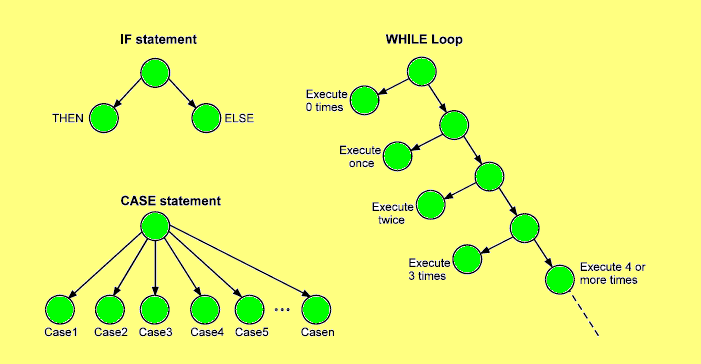 IF statement
THEN
ELSE
CASE statement
Case1
Case2
Case3
Case4
Case5
Casen
WHILE Loop
Execute
0 times
Execute
once
Execute
twice
Execute
3 times
Execute 4 or
more times